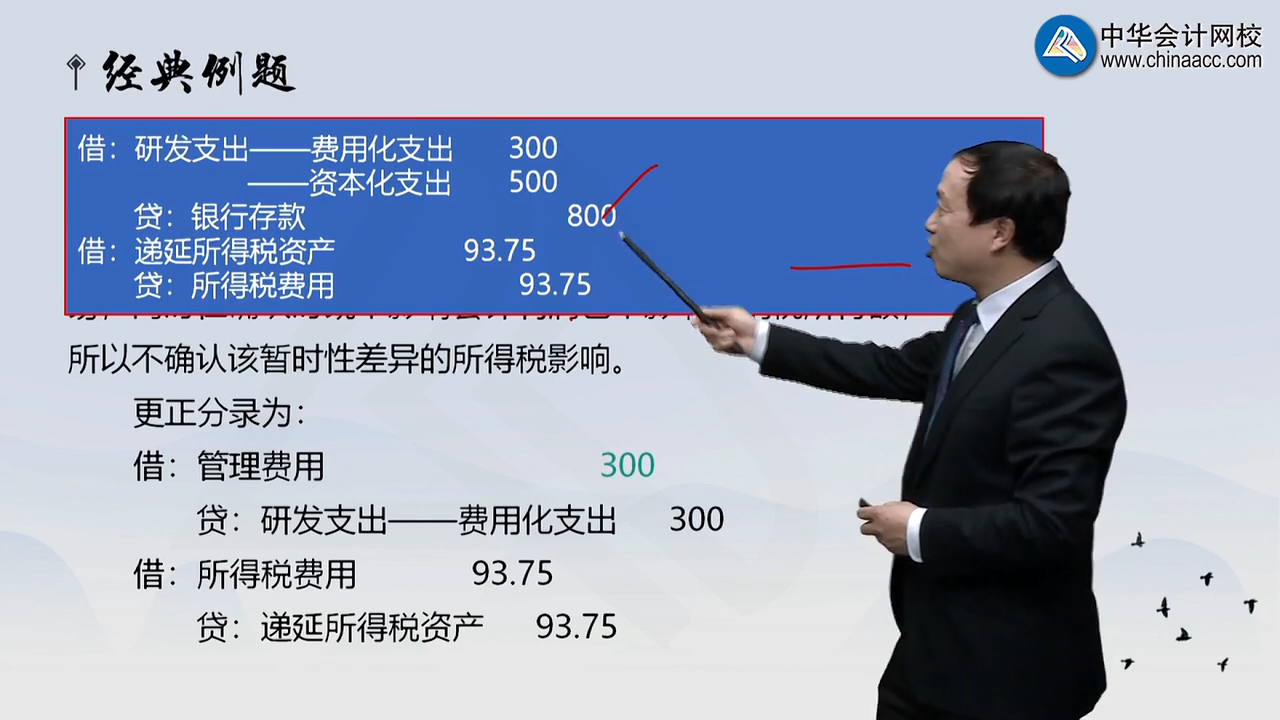 中华会计网校
www.chinaacc.com
经典例题
借：研发支出——费用化支出 300
——资本化支出 500
贷：银行存款 800
借：递延所得税资产 93.75
贷：所得税费用 93.75
所以不确认该暂时性差异的所得税影响。
更正分录为：
借：管理费用 300
贷：研发支出——费用化支出 300
借：所得税费用 93.75
贷：递延所得税资产 93.75